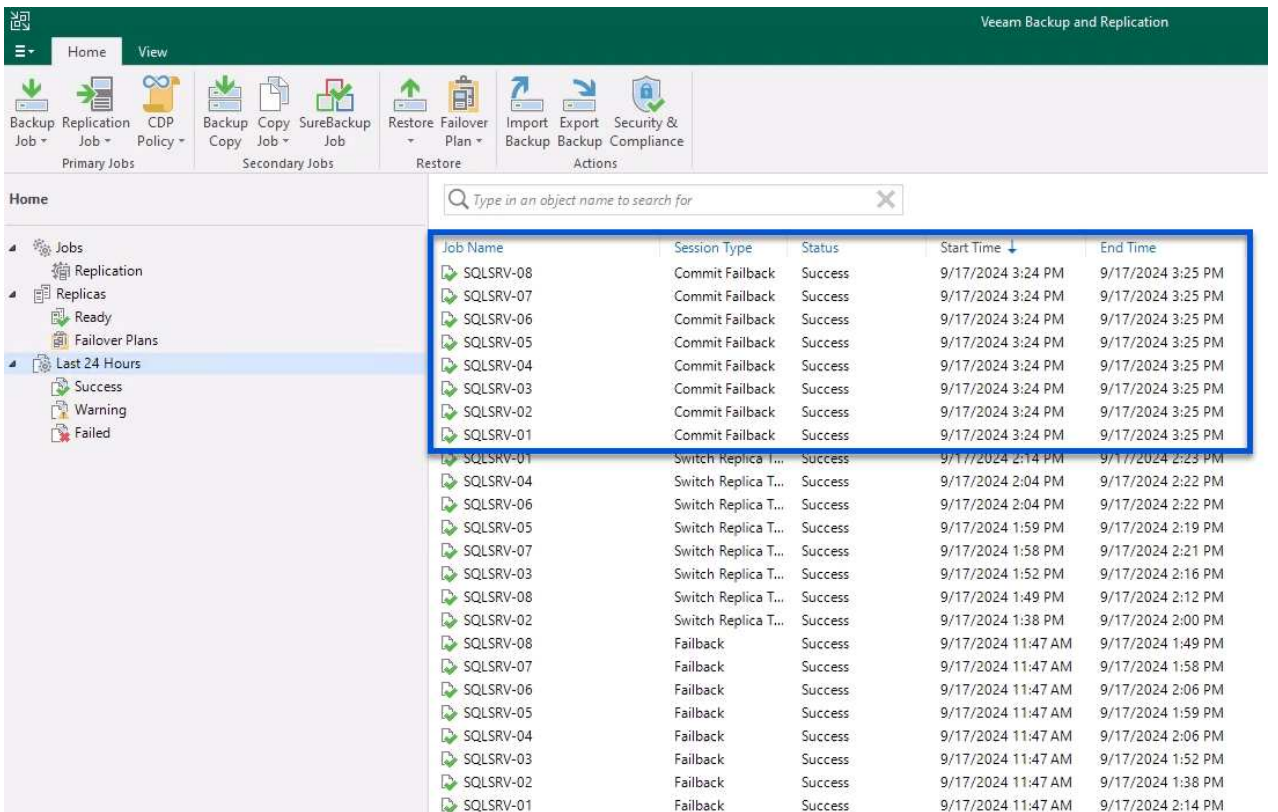 Veeam Backup and Replication
Home View
Backup Job Replication Job CDP Policy Backup Copy Copy Job SureBackup Job Restore Failover Plan Import Backup Export Backup Security & Compliance
Primary Jobs Secondary Jobs Restore Actions
Home
Type in an object name to search for
Jobs
Replication
Replicas
Ready
Failover Plans
Last 24 Hours
Success
Warning
Failed
Job Name Session Type Status Start Time End Time
SQLSRV-08 Commit Failback Success 9/17/2024 3:24 PM 9/17/2024 3:25 PM
SQLSRV-07 Commit Failback Success 9/17/2024 3:24 PM 9/17/2024 3:25 PM
SQLSRV-06 Commit Failback Success 9/17/2024 3:24 PM 9/17/2024 3:25 PM
SQLSRV-05 Commit Failback Success 9/17/2024 3:24 PM 9/17/2024 3:25 PM
SQLSRV-04 Commit Failback Success 9/17/2024 3:24 PM 9/17/2024 3:25 PM
SQLSRV-03 Commit Failback Success 9/17/2024 3:24 PM 9/17/2024 3:25 PM
SQLSRV-02 Commit Failback Success 9/17/2024 3:24 PM 9/17/2024 3:25 PM
SQLSRV-01 Commit Failback Success 9/17/2024 3:24 PM 9/17/2024 3:25 PM
SQLSRV-01 Switch Replica T... Success 9/17/2024 2:14 PM 9/17/2024 2:23 PM
SQLSRV-04 Switch Replica T... Success 9/17/2024 2:04 PM 9/17/2024 2:22 PM
SQLSRV-06 Switch Replica T... Success 9/17/2024 2:04 PM 9/17/2024 2:22 PM
SQLSRV-05 Switch Replica T... Success 9/17/2024 1:59 PM 9/17/2024 2:19 PM
SQLSRV-07 Switch Replica T... Success 9/17/2024 1:58 PM 9/17/2024 2:21 PM
SQLSRV-03 Switch Replica T... Success 9/17/2024 1:52 PM 9/17/2024 2:16 PM
SQLSRV-08 Switch Replica T... Success 9/17/2024 1:49 PM 9/17/2024 2:12 PM
SQLSRV-02 Switch Replica T... Success 9/17/2024 1:38 PM 9/17/2024 2:00 PM
SQLSRV-08 Failback Success 9/17/2024 11:47 AM 9/17/2024 1:49 PM
SQLSRV-07 Failback Success 9/17/2024 11:47 AM 9/17/2024 1:58 PM
SQLSRV-06 Failback Success 9/17/2024 11:47 AM 9/17/2024 2:06 PM
SQLSRV-05 Failback Success 9/17/2024 11:47 AM 9/17/2024 1:59 PM
SQLSRV-04 Failback Success 9/17/2024 11:47 AM 9/17/2024 2:06 PM
SQLSRV-03 Failback Success 9/17/2024 11:47 AM 9/17/2024 1:52 PM
SQLSRV-02 Failback Success 9/17/2024 11:47 AM 9/17/2024 1:38 PM
SQLSRV-01 Failback Success 9/17/2024 11:47 AM 9/17/2024 2:14 PM